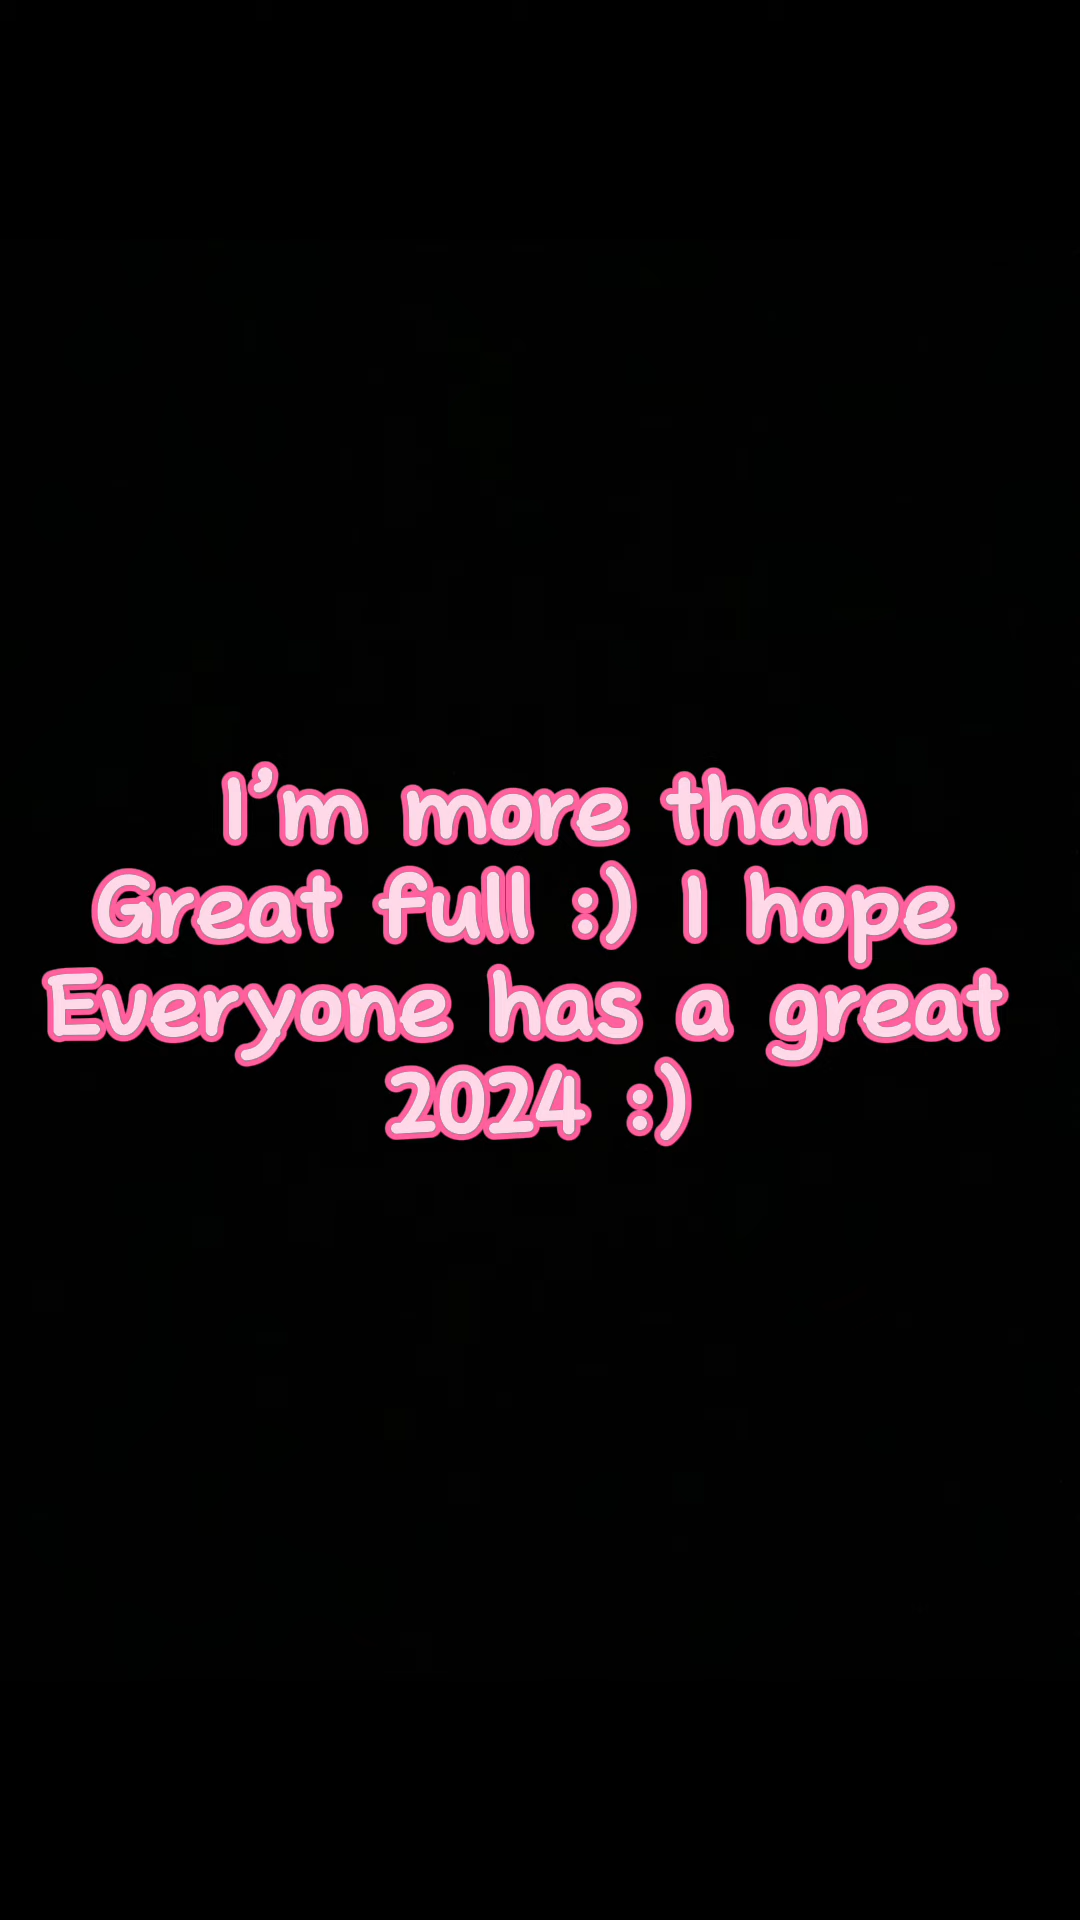 I’m more than
Great full :) I hope
Everyone has a great
2024 :)